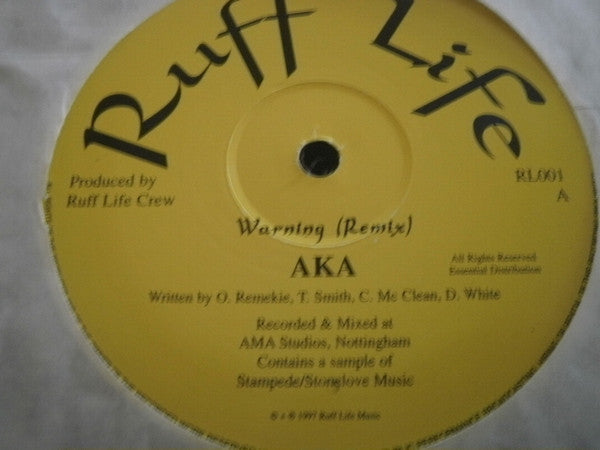 Ruff Life
Produced by
Ruff Life Crew
RL001
A
Warning (Remix)
AKA
All Rights Reserved
Essential Distribution
Written by O. Remekie, T. Smith, C. Mc Clean, D. White
Recorded & Mixed at
AMA Studios, Nottingham
Contains a sample of
Stampede/Stonglove Music
1997 Ruff Life Music